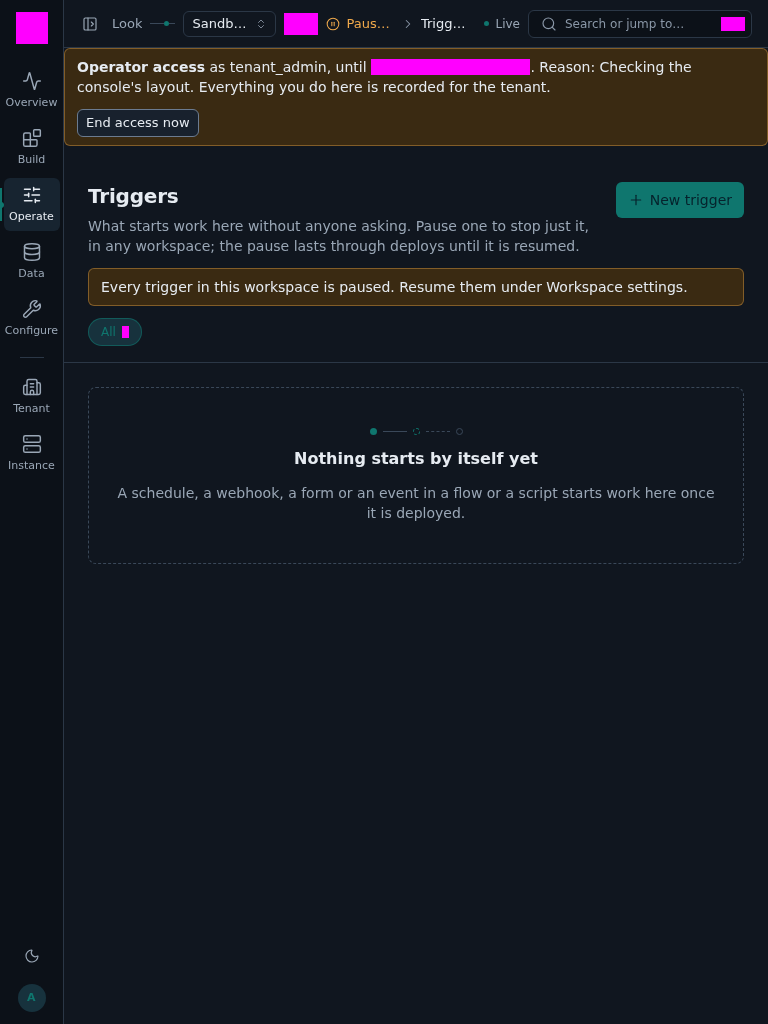 Look
Sandb...
Paus...
Trigg...
Live
Search or jump to...
Operator access as tenant_admin, until . Reason: Checking the
console's layout. Everything you do here is recorded for the tenant.
End access now
Overview
Build
Operate
Data
Configure
Tenant
Instance
A
Triggers
New trigger
What starts work here without anyone asking. Pause one to stop just it,
in any workspace; the pause lasts through deploys until it is resumed.
Every trigger in this workspace is paused. Resume them under Workspace settings.
All
Nothing starts by itself yet
A schedule, a webhook, a form or an event in a flow or a script starts work here once
it is deployed.